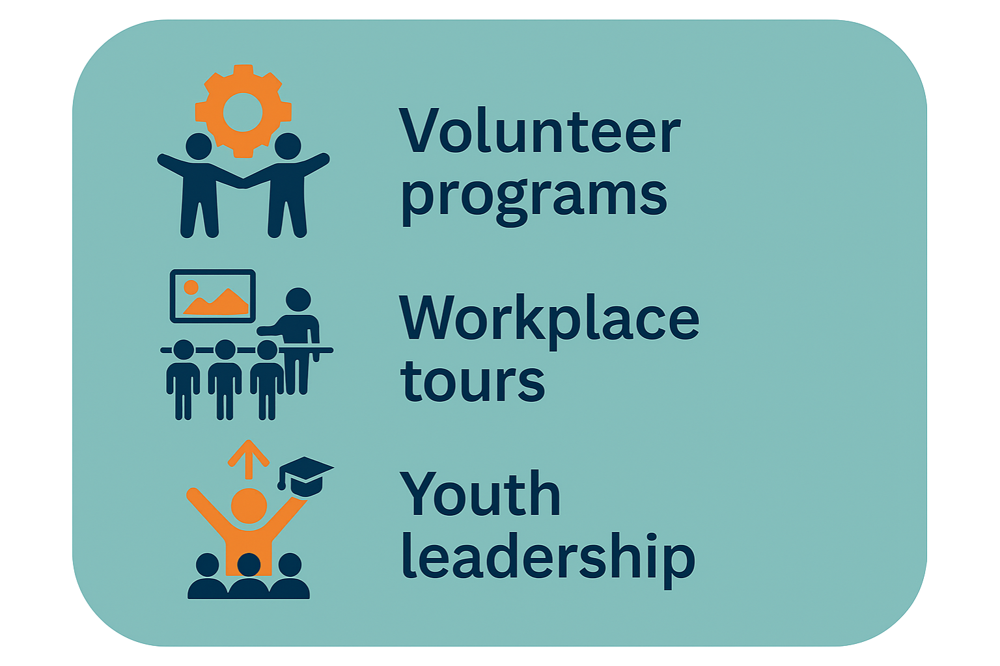 Volunteer
programs
Workplace
tours
Youth
leadership